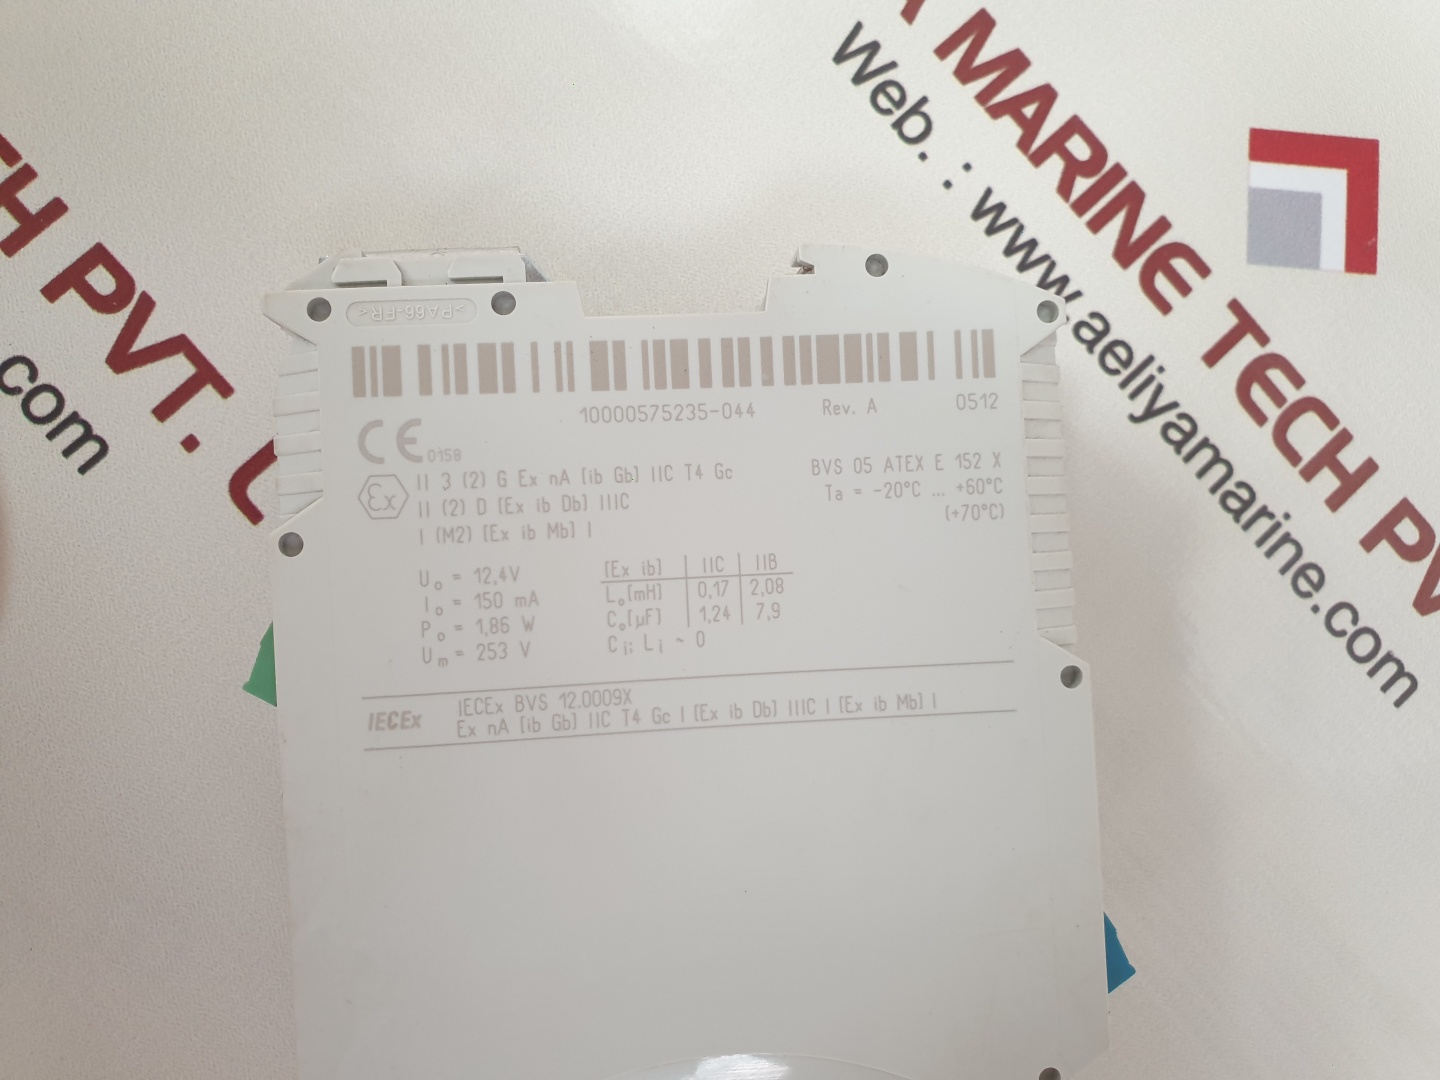 TH PVT. L
.com
A MARINE TECH PV
Web. : www.aeliyamarine.com
>PA66-FR<
10000575235-044 Rev. A 0512
CE 0158
Ex II 3 (2) G Ex nA [ib Gb] IIC T4 Gc
II (2) D [Ex ib Db] IIIC
I (M2) [Ex ib Mb] I
BVS 05 ATEX E 152 X
Ta = -20°C ... +60°C
(+70°C)
Uo = 12,4V
Io = 150 mA
Po = 1,86 W
Um = 253 V
[Ex ib] | IIC | IIB
Lo[mH] | 0,17 | 2,08
Co[µF] | 1,24 | 7,9
Ci; Li ~ 0
IECEx
IECEx BVS 12.0009X
Ex nA [ib Gb] IIC T4 Gc | [Ex ib Db] IIIC | [Ex ib Mb] I